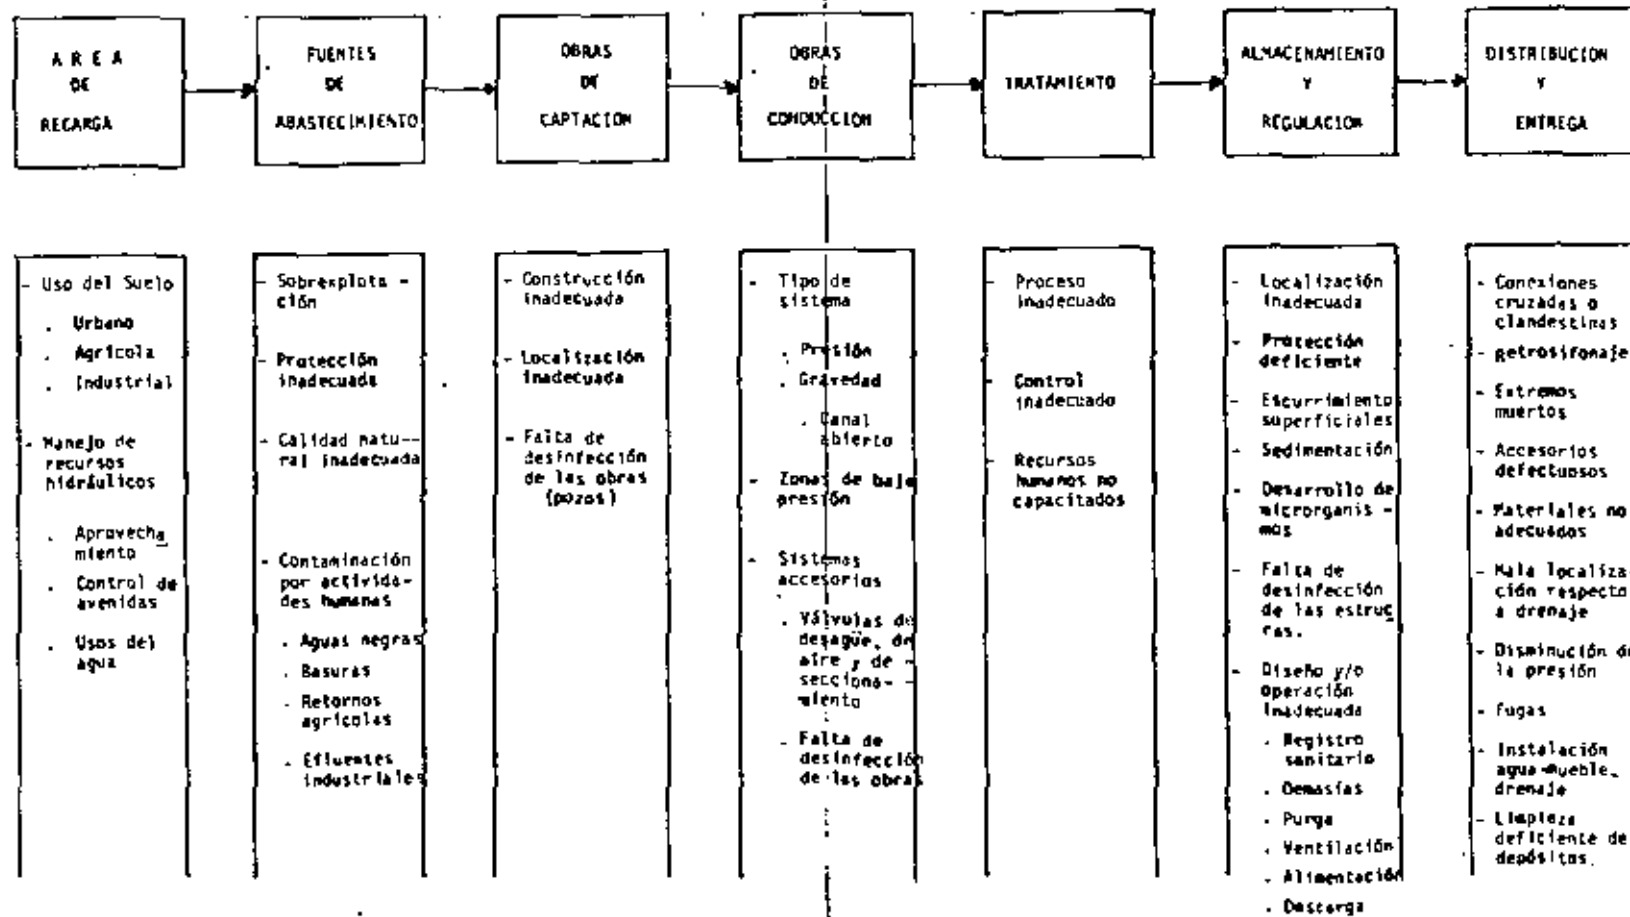 A R E A
DE
RECARGA
FUENTES
DE
ABASTECIMIENTO
OBRAS
DE
CAPTACION
OBRAS
DE
CONDUCCION
TRATAMIENTO
ALMACENAMIENTO
Y
REGULACION
DISTRIBUCION
Y
ENTREGA
- Uso del Suelo
. Urbano
. Agrícola
. Industrial
- Manejo de
recursos
hidráulicos
. Aprovecha
miento
. Control de
avenidas
. Usos del
agua
- Sobrexplota -
ción
- Protección
inadecuada
- Calidad natu--
ral inadecuada
- Contaminación
por activida-
des humanas
. Aguas negras
. Basuras
. Retornos
agrícolas
. Efluentes
industriales
- Construcción
inadecuada
- Localización
inadecuada
- Falta de
desinfección
de las obras
(pozos)
- Tipo de
sistema
. Presión
. Gravedad
. Canal
abierto
- Zonas de baja
presión
- Sistemas
accesorios
. Válvulas de
desagüe, de
aire y de -
secciona--
miento
- Falta de
desinfección
de las obras
- Proceso
inadecuado
- Control
inadecuado
- Recursos
humanos no
capacitados
- Localización
inadecuada
- Protección
deficiente
- Escurrimientos
superficiales
- Sedimentación
- Desarrollo de
microrganis -
mos
- Falta de
desinfección
de las estruc
ras.
- Diseño y/o
operación
inadecuada
. Registro
sanitario
. Demasías
. Purga
. Ventilación
. Alimentación
. Descarga
- Conexiones
cruzadas o
clandestinas
- Retrosifonaje
- Extremos
muertos
- Accesorios
defectuosos
- Materiales no
adecuados
- Mala localiza-
ción respecto
a drenaje
- Disminución de
la presión
- Fugas
- Instalación
agua-mueble-
drenaje
- Limpieza
deficiente de
depósitos.